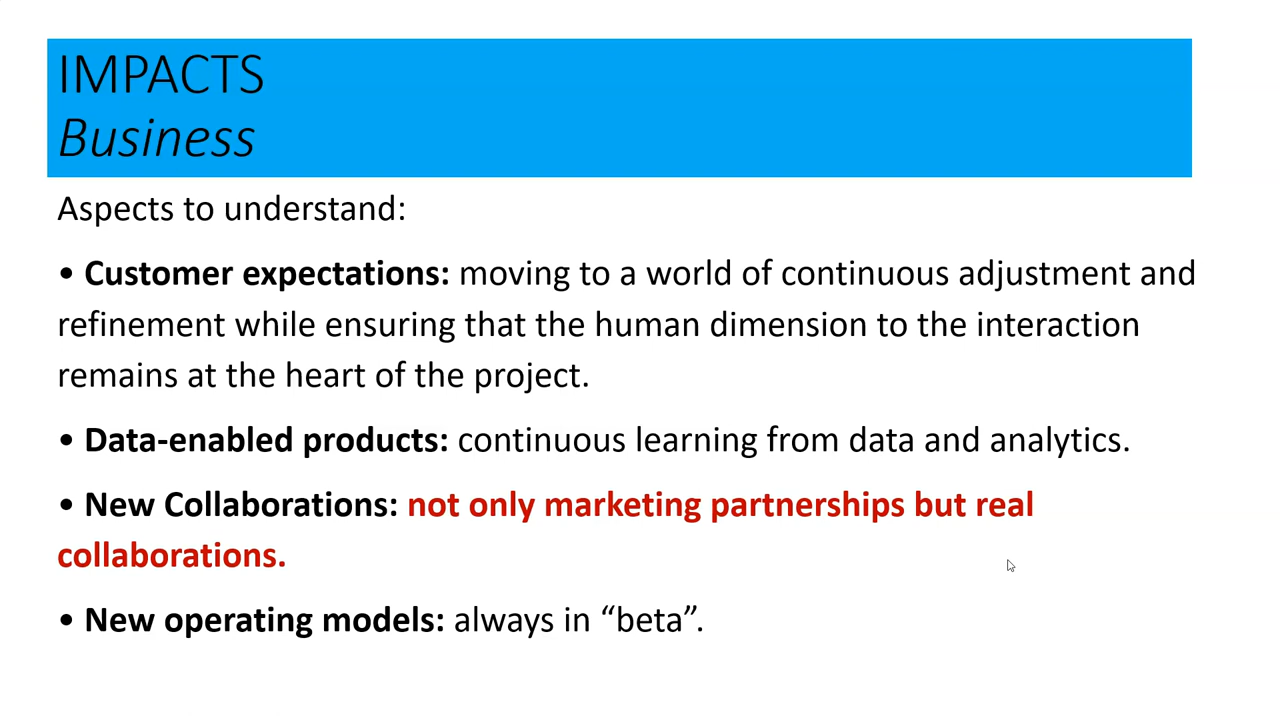 IMPACTS
Business
Aspects to understand:
• Customer expectations: moving to a world of continuous adjustment and
refinement while ensuring that the human dimension to the interaction
remains at the heart of the project.
• Data-enabled products: continuous learning from data and analytics.
• New Collaborations: not only marketing partnerships but real
collaborations.
• New operating models: always in “beta”.